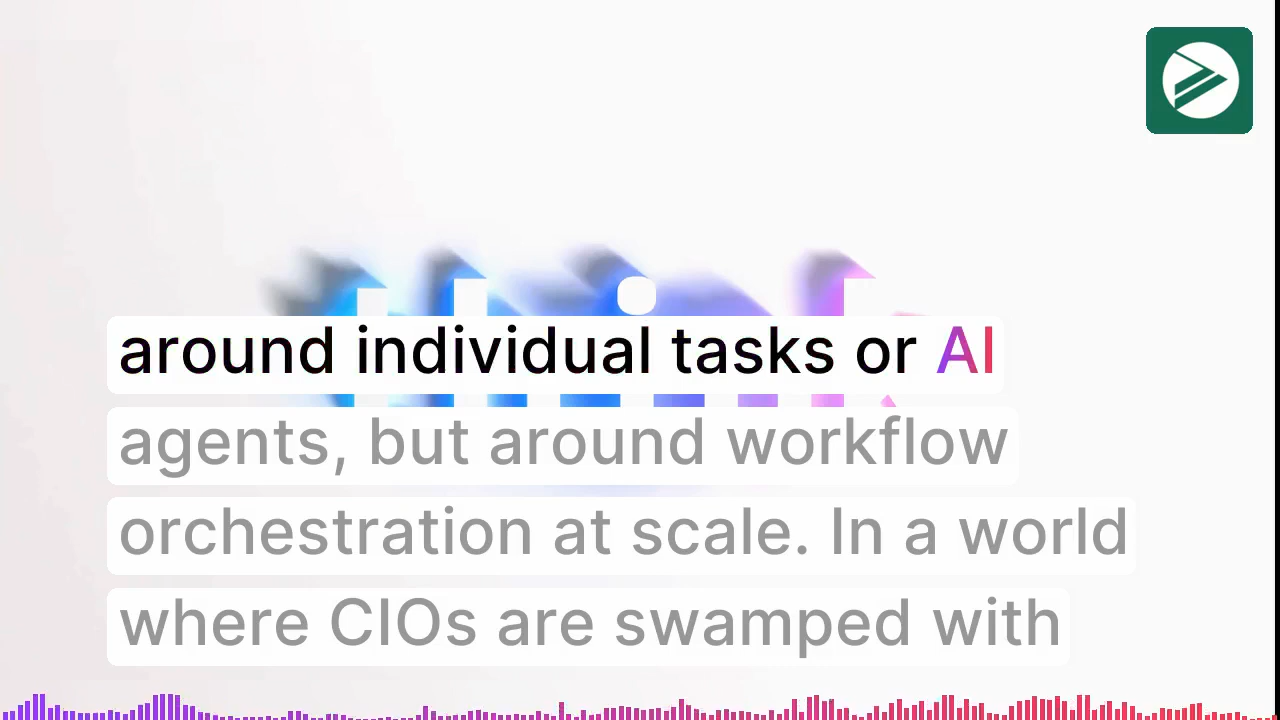 around individual tasks or AI
agents, but around workflow
orchestration at scale. In a world
where CIOs are swamped with